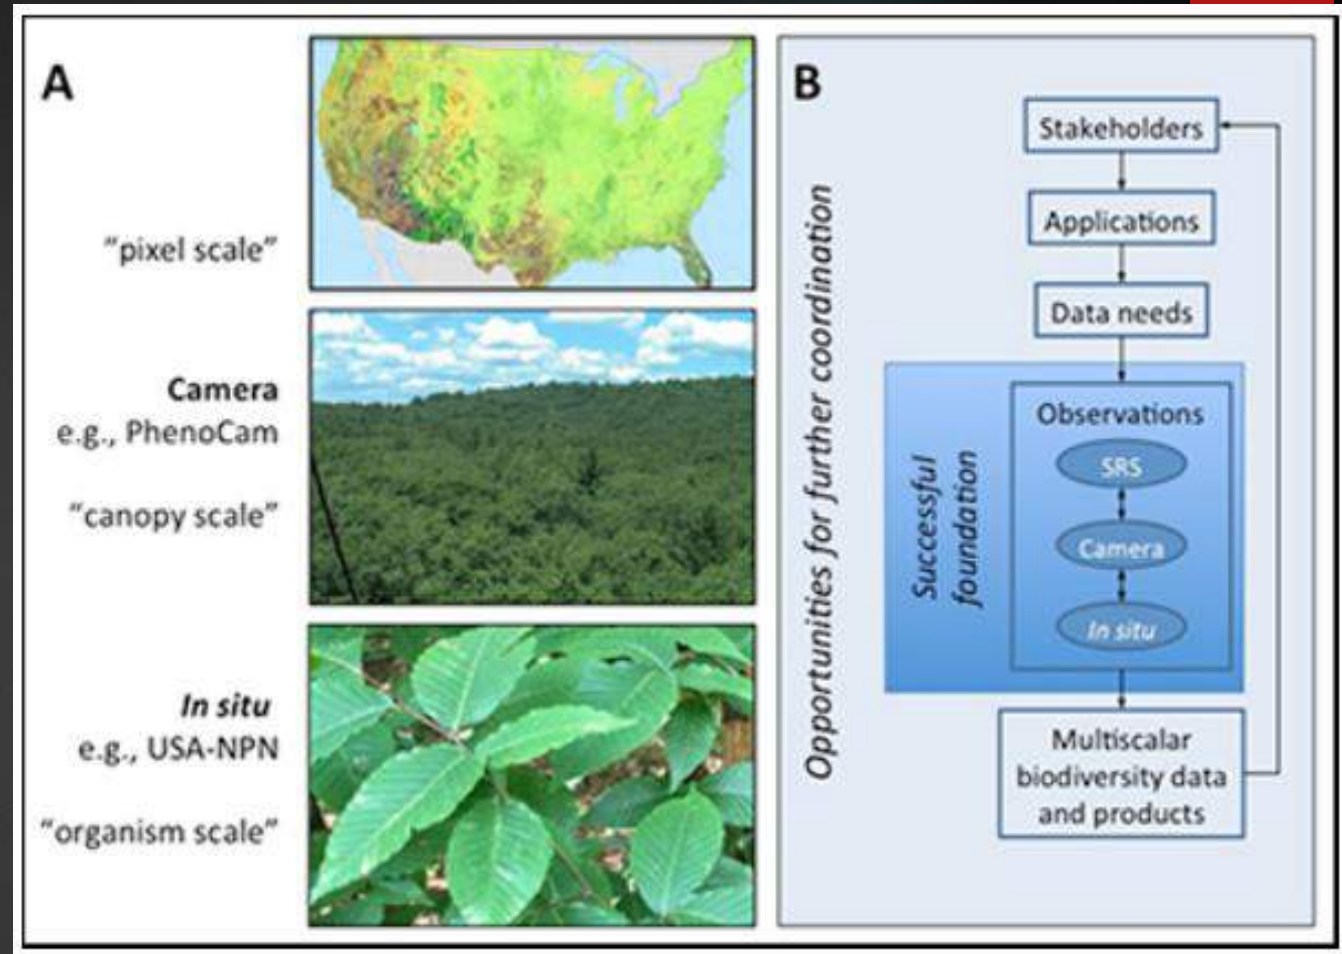 A
"pixel scale"
Camera
e.g., PhenoCam
"canopy scale"
In situ
e.g., USA-NPN
"organism scale"
B
Opportunities for further coordination
Stakeholders
Applications
Data needs
Successful
foundation
Observations
SRS
Camera
In situ
Multiscalar
biodiversity data
and products